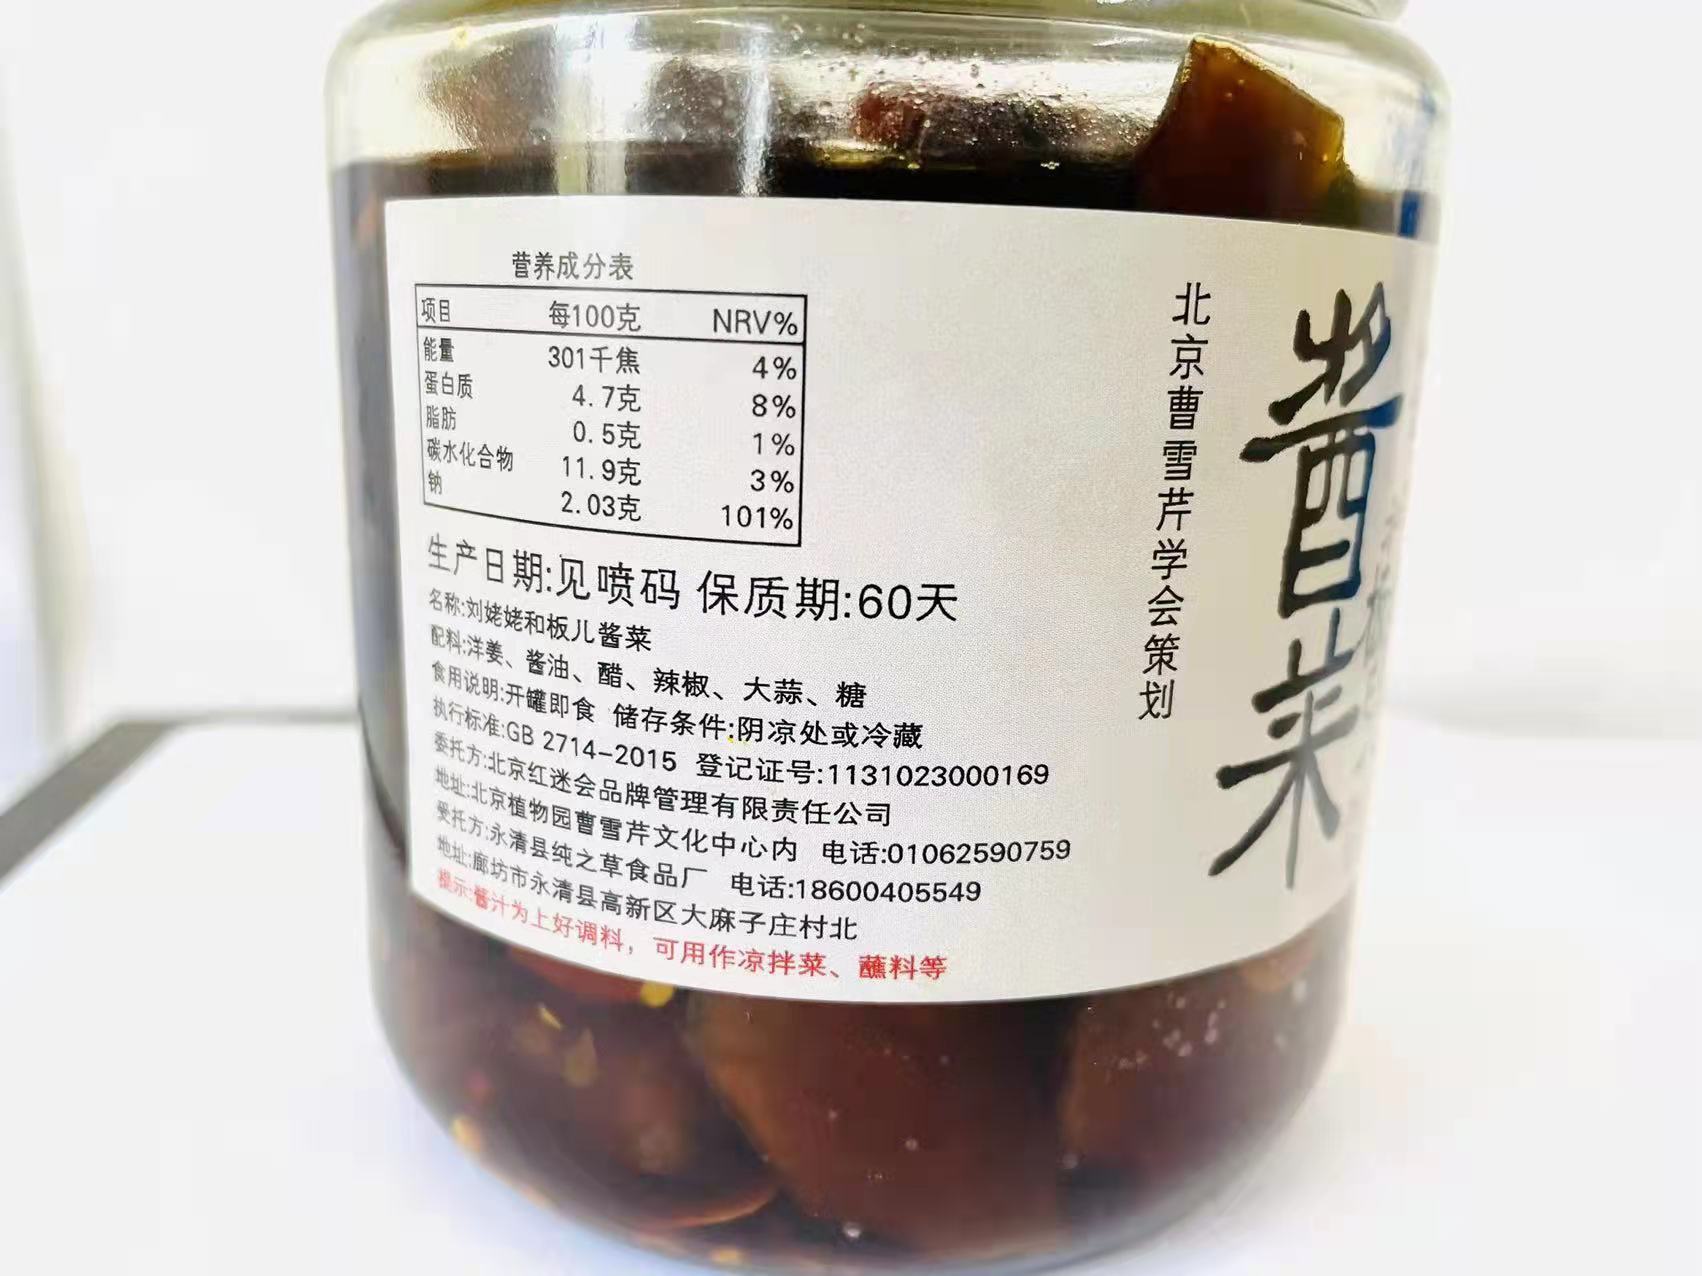 营养成分表
项目 每100克 NRV%
能量 301千焦 4%
蛋白质 4.7克 8%
脂肪 0.5克 1%
碳水化合物 11.9克 3%
钠 2.03克 101%
生产日期:见喷码 保质期:60天
名称:刘姥姥和板儿酱菜
配料:洋姜、酱油、醋、辣椒、大蒜、糖
食用说明:开罐即食 储存条件:阴凉处或冷藏
执行标准:GB 2714-2015 登记证号:1131023000169
委托方:北京红迷会品牌管理有限责任公司
地址:北京植物园曹雪芹文化中心内 电话:01062590759
受托方:永清县纯之草食品厂 电话:18600405549
地址:廊坊市永清县高新区大麻子庄村北
提示:酱汁为上好调料，可用作凉拌菜、蘸料等
北京曹雪芹学会策划
酱菜